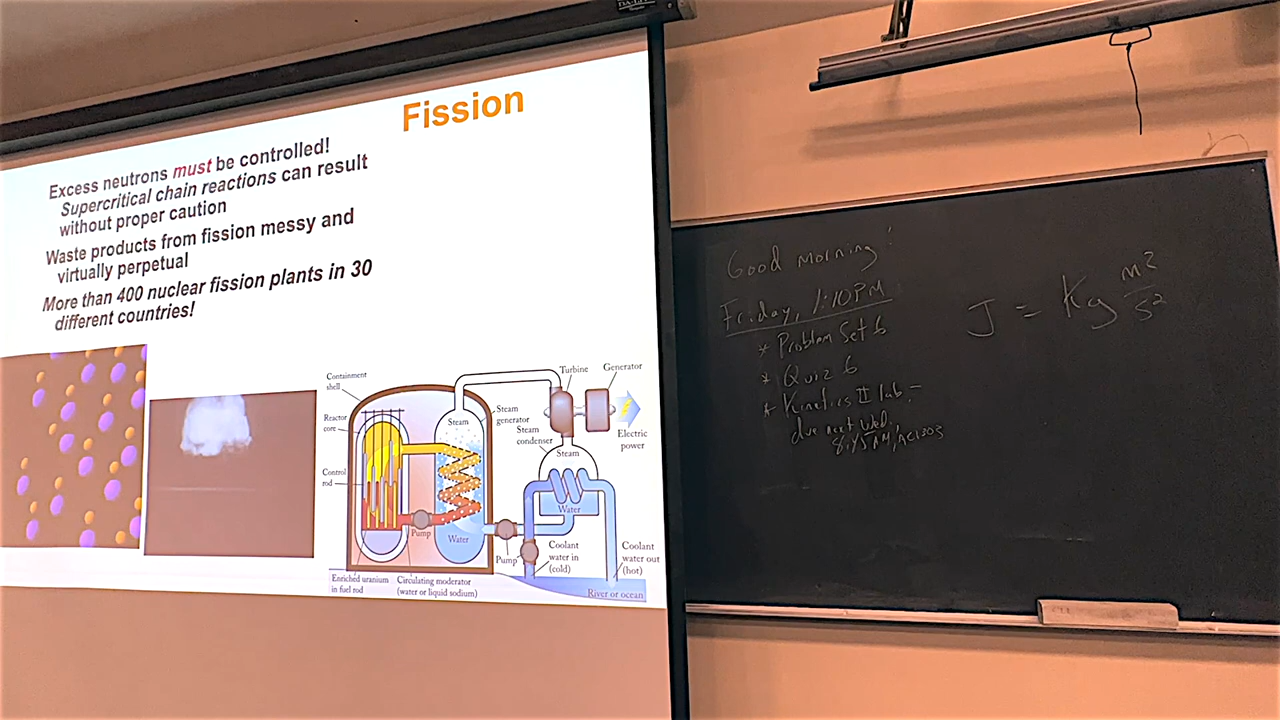 DA-LITE
Fission
Excess neutrons must be controlled!
Supercritical chain reactions can result
without proper caution
Waste products from fission messy and
virtually perpetual
More than 400 nuclear fission plants in 30
different countries!
Containment
shell
Reactor
core
Control
rod
Enriched uranium
in fuel rod
Circulating moderator
(water or liquid sodium)
Pump
Steam
Steam
generator
Water
Turbine
Generator
Electric
power
Steam
condenser
Steam
Water
Pump
Coolant
water in
(cold)
Coolant
water out
(hot)
River or ocean
Good morning!
Friday, 1:10PM
* Problem Set 6
* Quiz 6
* Kinetics II lab -
due next Wed.
8:45 AM, AC1303
J = Kg m²/s²